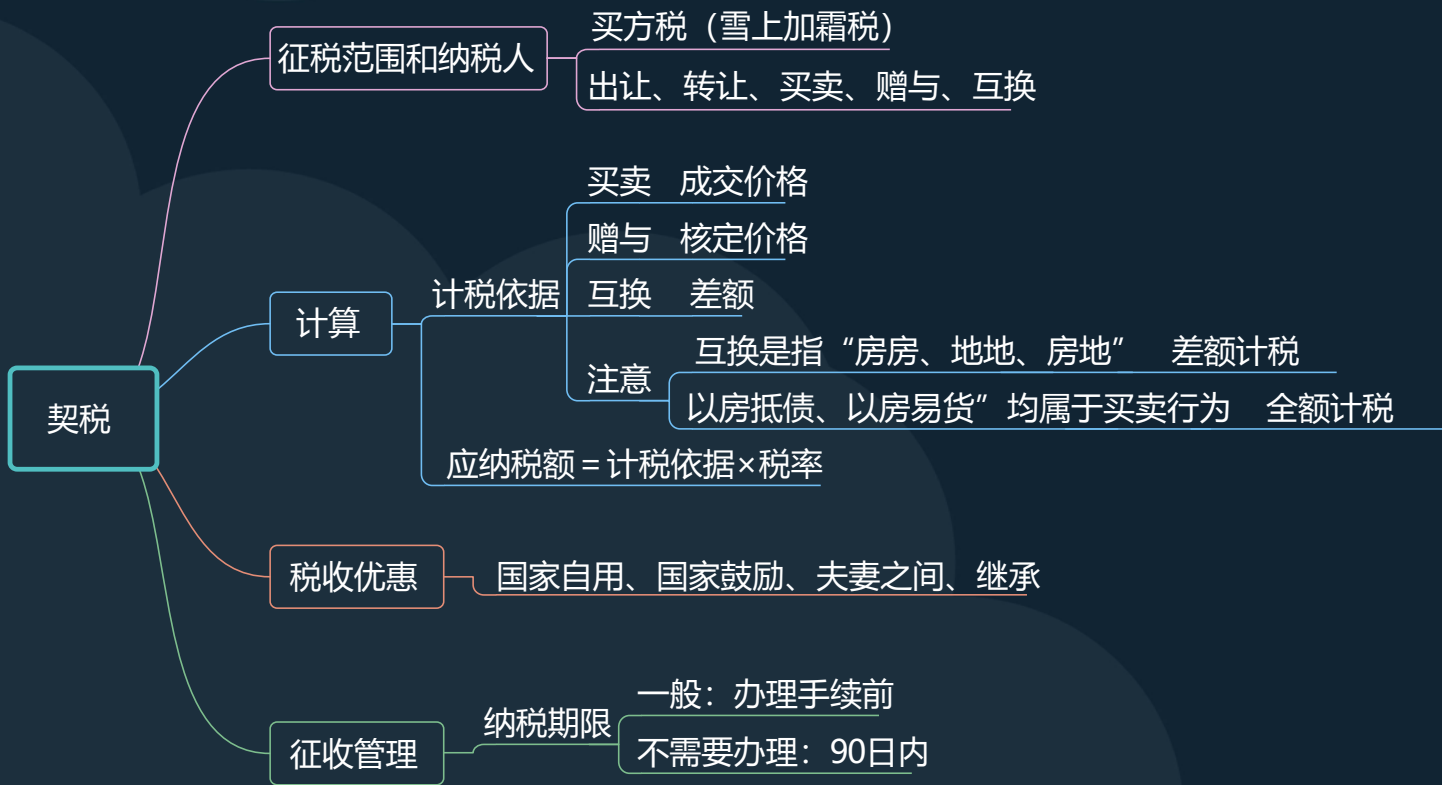 契税
征税范围和纳税人
买方税（雪上加霜税）
出让、转让、买卖、赠与、互换
计算
计税依据
买卖 成交价格
赠与 核定价格
互换 差额
注意
互换是指“房房、地地、房地” 差额计税
以房抵债、以房易货”均属于买卖行为 全额计税
应纳税额＝计税依据×税率
税收优惠
国家自用、国家鼓励、夫妻之间、继承
征收管理
纳税期限
一般：办理手续前
不需要办理：90日内